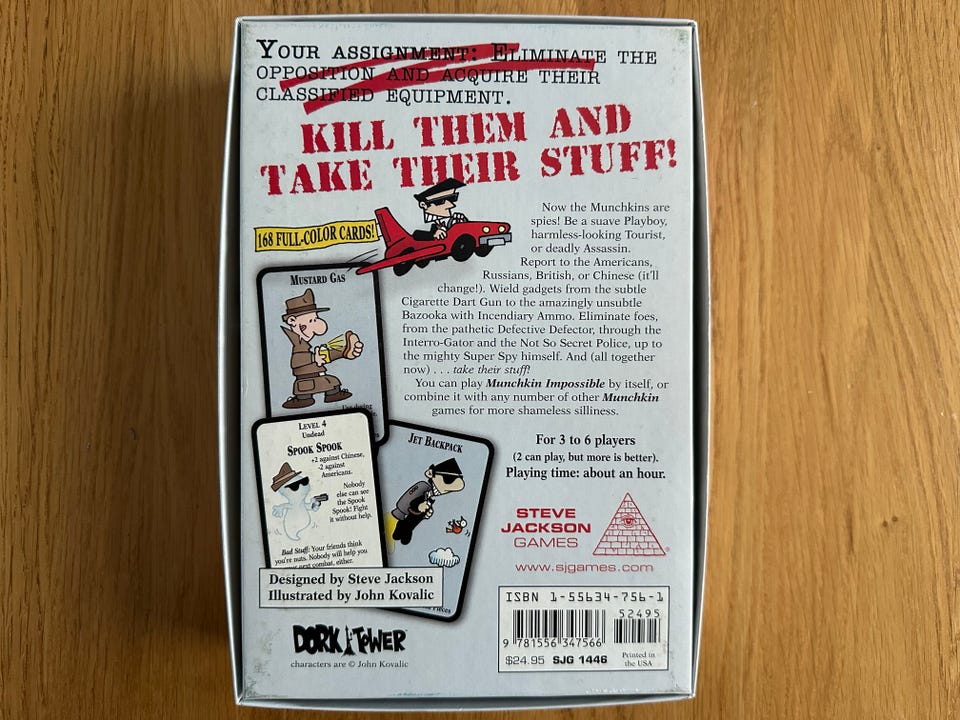 YOUR ASSIGNMENT: ELIMINATE THE
OPPOSITION AND ACQUIRE THEIR
CLASSIFIED EQUIPMENT.
KILL THEM AND
TAKE THEIR STUFF!
168 FULL-COLOR CARDS!
Now the Munchkins are
spies! Be a suave Playboy,
harmless-looking Tourist,
or deadly Assassin.
Report to the Americans,
Russians, British, or Chinese (it'll
change!). Wield gadgets from the subtle
Cigarette Dart Gun to the amazingly unsubtle
Bazooka with Incendiary Ammo. Eliminate foes,
from the pathetic Defective Defector, through the
Interro-Gator and the Not So Secret Police, up to
the mighty Super Spy himself. And (all together
now) . . . take their stuff!
You can play Munchkin Impossible by itself, or
combine it with any number of other Munchkin
games for more shameless silliness.
MUSTARD GAS
LEVEL 4
Undead
SPOOK SPOOK
+2 against Chinese,
-2 against
Americans.
Nobody
else can see
the Spook
Spook! Fight
it without help.
Bad Stuff: Your friends think
you're nuts. Nobody will help you
next combat, either.
JET BACKPACK
Pieces
Designed by Steve Jackson
Illustrated by John Kovalic
DORK TOWER
characters are © John Kovalic
For 3 to 6 players
(2 can play, but more is better).
Playing time: about an hour.
STEVE
JACKSON
GAMES
®
www.sjgames.com
ISBN 1-55634-756-1
52495
9 781556 347566
$24.95 SJG 1446
Printed in
the USA